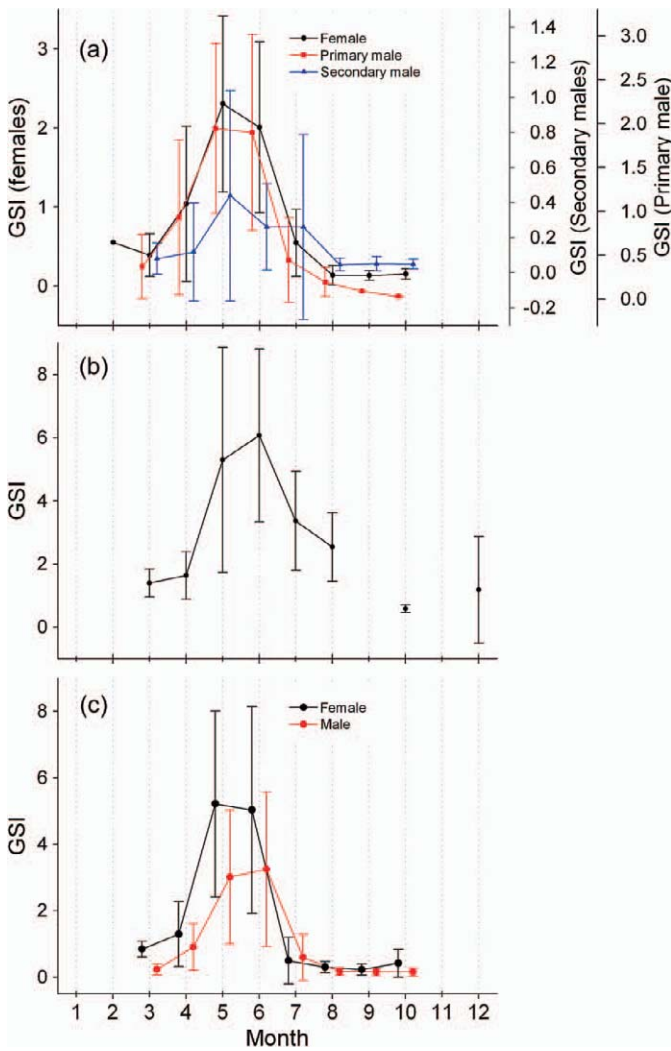 (a)
Female
Primary male
Secondary male
3
2
1
0
GSI (females)
1.4
1.2
1.0
0.8
0.6
0.4
0.2
0.0
-0.2
GSI (Secondary males)
3.0
2.5
2.0
1.5
1.0
0.5
0.0
GSI (Primary male)
(b)
8
6
4
2
0
GSI
(c)
Female
Male
8
6
4
2
0
GSI
1 2 3 4 5 6 7 8 9 10 11 12
Month